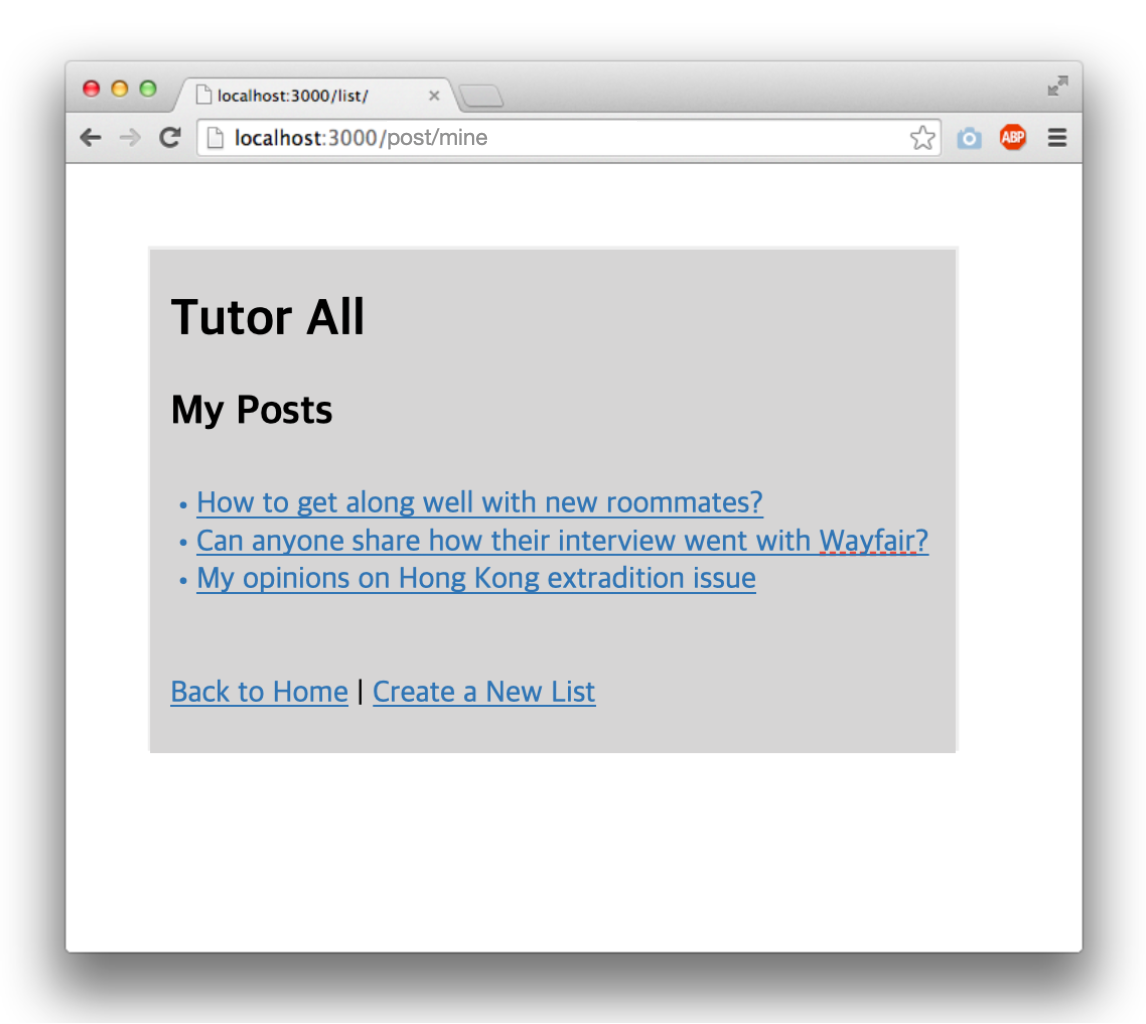 localhost:3000/list/
localhost:3000/post/mine
ABP
Tutor All
My Posts
• How to get along well with new roommates?
• Can anyone share how their interview went with Wayfair?
• My opinions on Hong Kong extradition issue
Back to Home | Create a New List